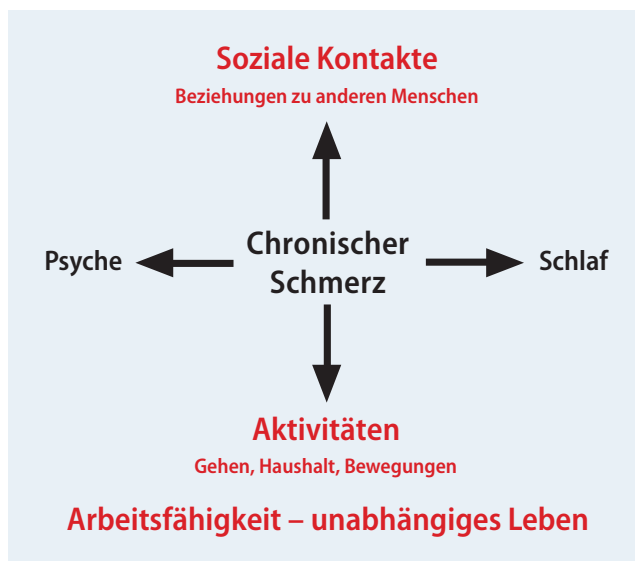 Soziale Kontakte
Beziehungen zu anderen Menschen
Psyche
Chronischer
Schmerz
Schlaf
Aktivitäten
Gehen, Haushalt, Bewegungen
Arbeitsfähigkeit – unabhängiges Leben